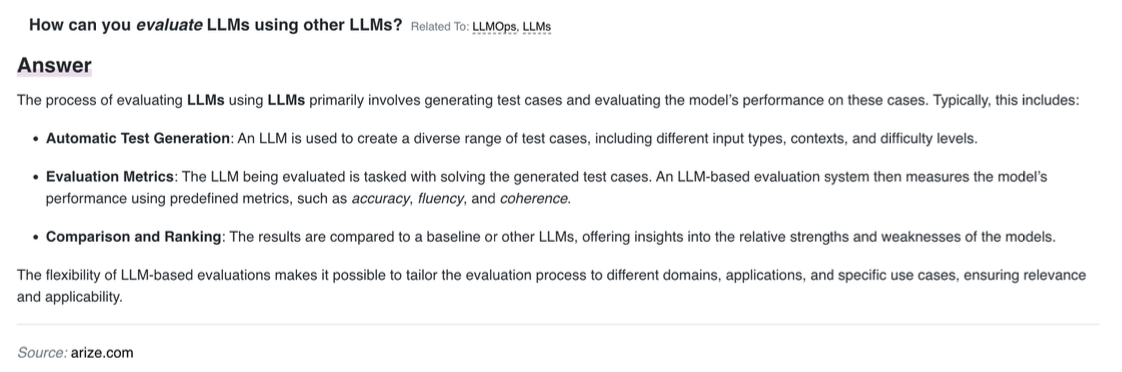 How can you evaluate LLMs using other LLMs? Related To: LLMOps, LLMs
Answer
The process of evaluating LLMs using LLMs primarily involves generating test cases and evaluating the model's performance on these cases. Typically, this includes:
• Automatic Test Generation: An LLM is used to create a diverse range of test cases, including different input types, contexts, and difficulty levels.
• Evaluation Metrics: The LLM being evaluated is tasked with solving the generated test cases. An LLM-based evaluation system then measures the model's
performance using predefined metrics, such as accuracy, fluency, and coherence.
• Comparison and Ranking: The results are compared to a baseline or other LLMs, offering insights into the relative strengths and weaknesses of the models.
The flexibility of LLM-based evaluations makes it possible to tailor the evaluation process to different domains, applications, and specific use cases, ensuring relevance
and applicability.
Source: arize.com